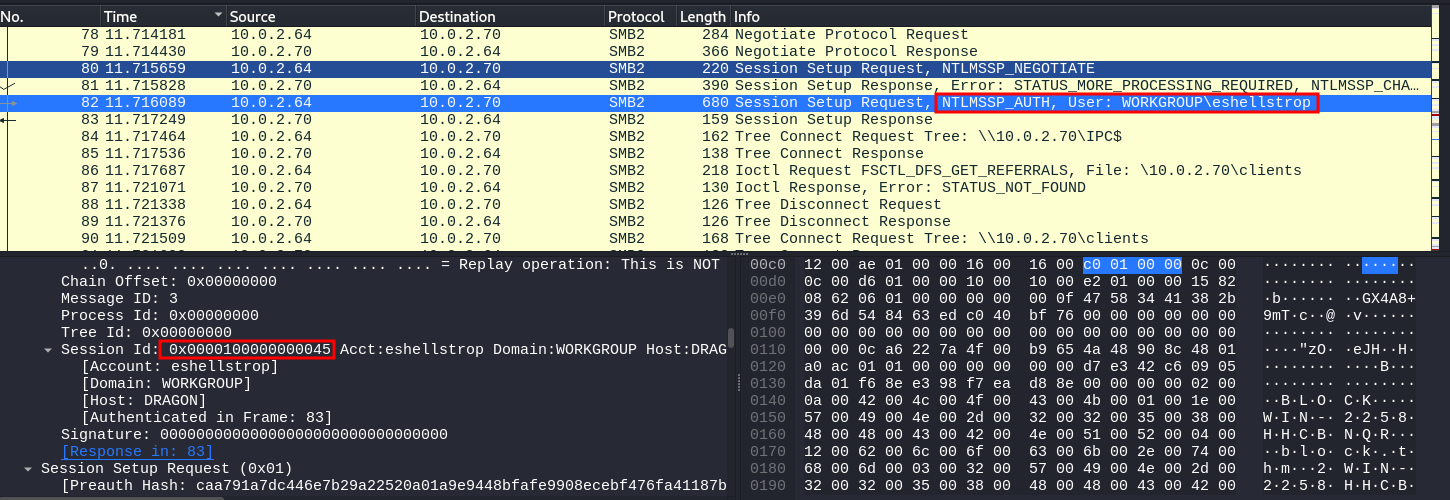 No. Time Source Destination Protocol Length Info
78 11.714181 10.0.2.64 10.0.2.70 SMB2 284 Negotiate Protocol Request
79 11.714430 10.0.2.70 10.0.2.64 SMB2 366 Negotiate Protocol Response
80 11.715659 10.0.2.64 10.0.2.70 SMB2 220 Session Setup Request, NTLMSSP_NEGOTIATE
81 11.715828 10.0.2.70 10.0.2.64 SMB2 390 Session Setup Response, Error: STATUS_MORE_PROCESSING_REQUIRED, NTLMSSP_CHA…
82 11.716089 10.0.2.64 10.0.2.70 SMB2 680 Session Setup Request, NTLMSSP_AUTH, User: WORKGROUP\eshellstrop
83 11.717249 10.0.2.70 10.0.2.64 SMB2 159 Session Setup Response
84 11.717464 10.0.2.64 10.0.2.70 SMB2 162 Tree Connect Request Tree: \\10.0.2.70\IPC$
85 11.717536 10.0.2.70 10.0.2.64 SMB2 138 Tree Connect Response
86 11.717687 10.0.2.64 10.0.2.70 SMB2 218 Ioctl Request FSCTL_DFS_GET_REFERRALS, File: \10.0.2.70\clients
87 11.721071 10.0.2.70 10.0.2.64 SMB2 130 Ioctl Response, Error: STATUS_NOT_FOUND
88 11.721338 10.0.2.64 10.0.2.70 SMB2 126 Tree Disconnect Request
89 11.721376 10.0.2.70 10.0.2.64 SMB2 126 Tree Disconnect Response
90 11.721509 10.0.2.64 10.0.2.70 SMB2 168 Tree Connect Request Tree: \\10.0.2.70\clients
..0. .... .... .... .... .... .... .... = Replay operation: This is NOT
Chain Offset: 0x00000000
Message ID: 3
Process Id: 0x00000000
Tree Id: 0x00000000
Session Id: 0x0000100000000045 Acct:eshellstrop Domain:WORKGROUP Host:DRAG
[Account: eshellstrop]
[Domain: WORKGROUP]
[Host: DRAGON]
[Authenticated in Frame: 83]
Signature: 00000000000000000000000000000000
[Response in: 83]
Session Setup Request (0x01)
[Preauth Hash: caa791a7dc446e7b29a22520a01a9e9448bfafe9908ecebf476fa41187b
00c0 12 00 ae 01 00 00 16 00 16 00 c0 01 00 00 0c 00 ········ ········
00d0 0c 00 d6 01 00 00 10 00 10 00 e2 01 00 00 15 82 ········ ········
00e0 08 62 06 01 00 00 00 00 00 0f 47 58 34 41 38 2b ·b······ ··GX4A8+
00f0 39 6d 54 84 63 ed c0 40 bf 76 00 00 00 00 00 00 9mT·c··@ ·v······
0100 00 00 00 00 00 00 00 00 00 00 00 00 00 00 00 00 ········ ········
0110 00 00 0c a6 22 7a 4f 00 b9 65 4a 48 90 8c 48 01 ····"zO· ·eJH··H·
0120 a0 ac 01 01 00 00 00 00 00 00 d7 e3 42 c6 09 05 ········ ····B···
0130 da 01 f6 8e e3 98 f7 ea d8 8e 00 00 00 00 02 00 ········ ········
0140 0a 00 42 00 4c 00 4f 00 43 00 4b 00 01 00 1e 00 ··B·L·O· C·K·····
0150 57 00 49 00 4e 00 2d 00 32 00 32 00 35 00 38 00 W·I·N·-· 2·2·5·8·
0160 48 00 48 00 43 00 42 00 4e 00 51 00 52 00 04 00 H·H·C·B· N·Q·R···
0170 12 00 62 00 6c 00 6f 00 63 00 6b 00 2e 00 74 00 ··b·l·o· c·k·.·t·
0180 68 00 6d 00 03 00 32 00 57 00 49 00 4e 00 2d 00 h·m···2· W·I·N·-·
0190 32 00 32 00 35 00 38 00 48 00 48 00 43 00 42 00 2·2·5·8· H·H·C·B·